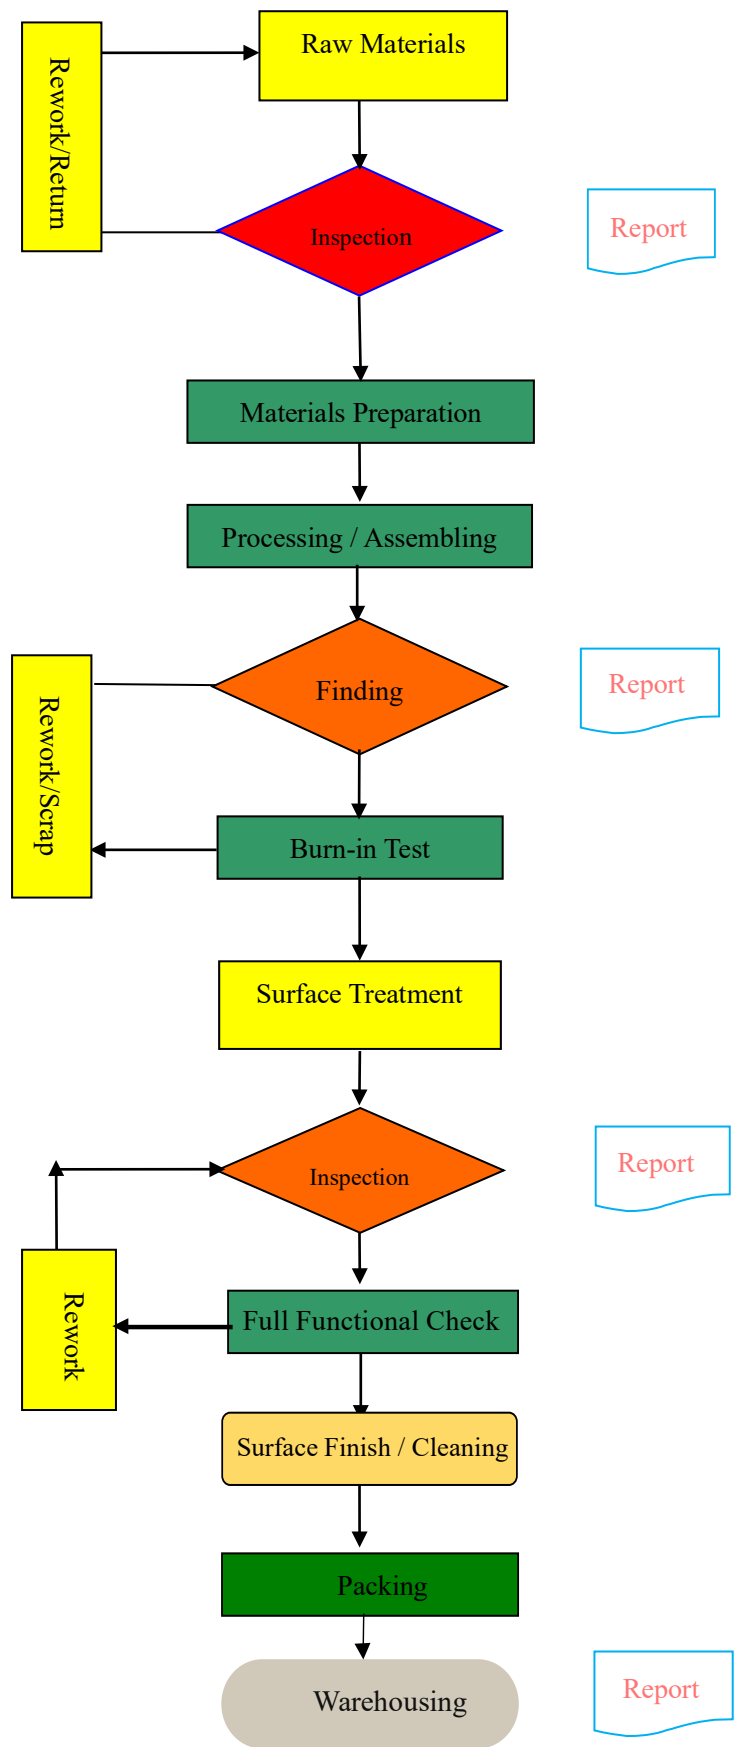 Raw Materials
Rework/Return
Inspection
Report
Materials Preparation
Processing / Assembling
Finding
Report
Rework/Scrap
Burn-in Test
Surface Treatment
Inspection
Report
Rework
Full Functional Check
Surface Finish / Cleaning
Packing
Warehousing
Report